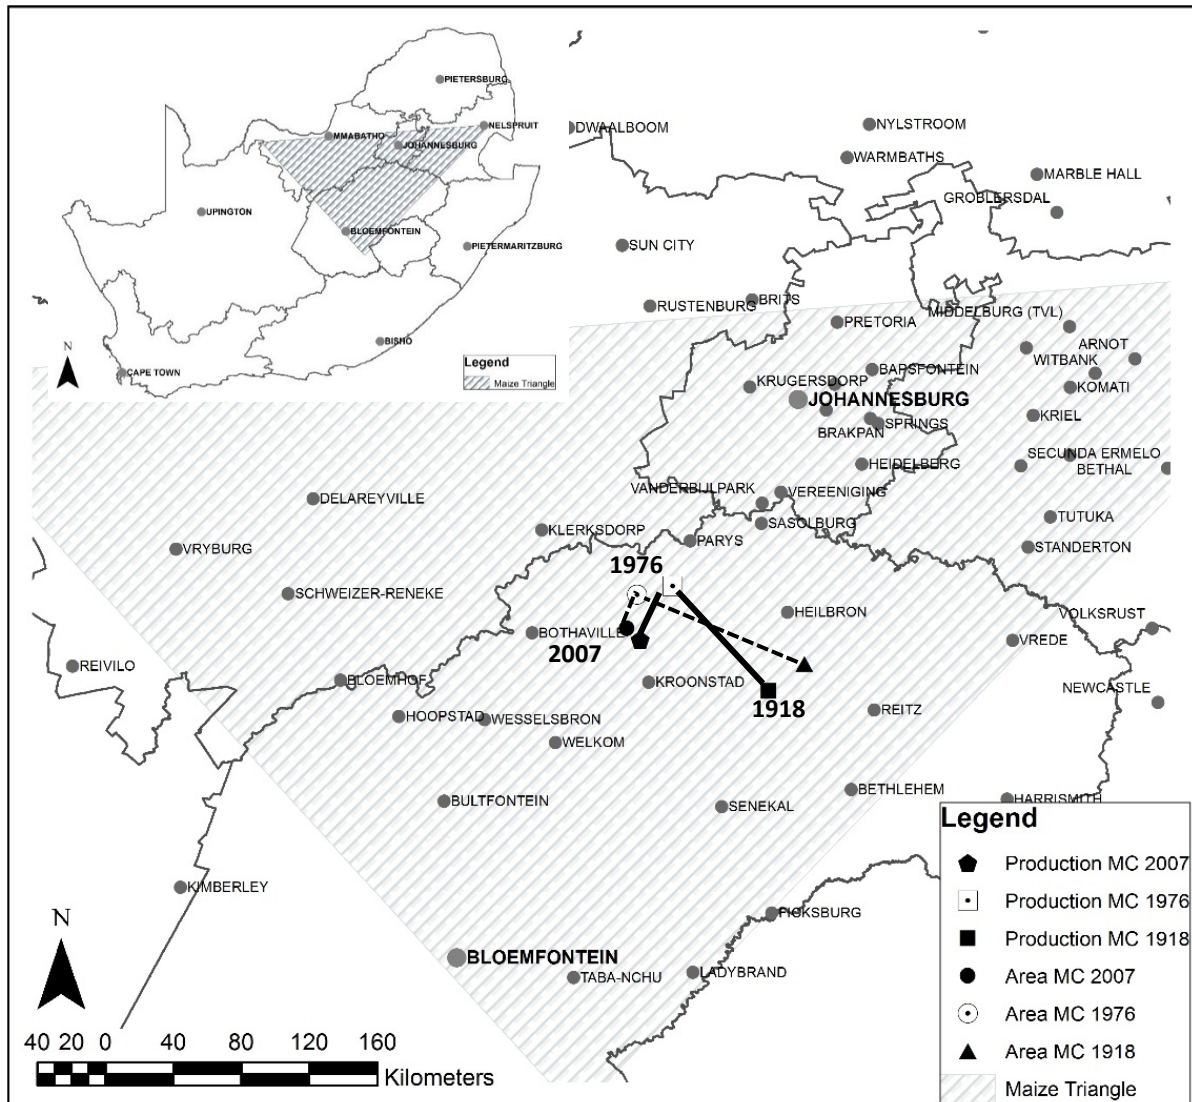 PIETERSBURG
MMABATHO
NELSPRUIT
JOHANNESBURG
UPINGTON
BLOEMFONTEIN
PIETERMARITZBURG
BISHO
CAPE TOWN
N
Legend
Maize Triangle
DWAALBOOM
NYLSTROOM
WARMBATHS
MARBLE HALL
GROBLERSDAL
SUN CITY
RUSTENBURG
BRITS
PRETORIA
MIDDELBURG (TVL)
ARNOT
WITBANK
BAPSFONTEIN
KRUGERSDORP
KOMATI
JOHANNESBURG
KRIEL
BRAKPAN
SPRINGS
HEIDELBERG
SECUNDA ERMELO
BETHAL
VANDERBIJLPARK
VEREENIGING
DELAREYVILLE
KLERKSDORP
SASOLBURG
TUTUKA
PARYS
STANDERTON
VRYBURG
1976
SCHWEIZER-RENEKE
HEILBRON
VOLKSRUST
BOTHAVILLE
VREDE
2007
REIVILO
BLOEMHOF
KROONSTAD
NEWCASTLE
1918
HOOPSTAD
WESSELSBRON
REITZ
WELKOM
BETHLEHEM
BULTFONTEIN
SENEKAL
HARRISMITH
KIMBERLEY
FICKSBURG
BLOEMFONTEIN
TABA-NCHU
LADYBRAND
N
40 20 0 40 80 120 160
Kilometers
Legend
Production MC 2007
Production MC 1976
Production MC 1918
Area MC 2007
Area MC 1976
Area MC 1918
Maize Triangle